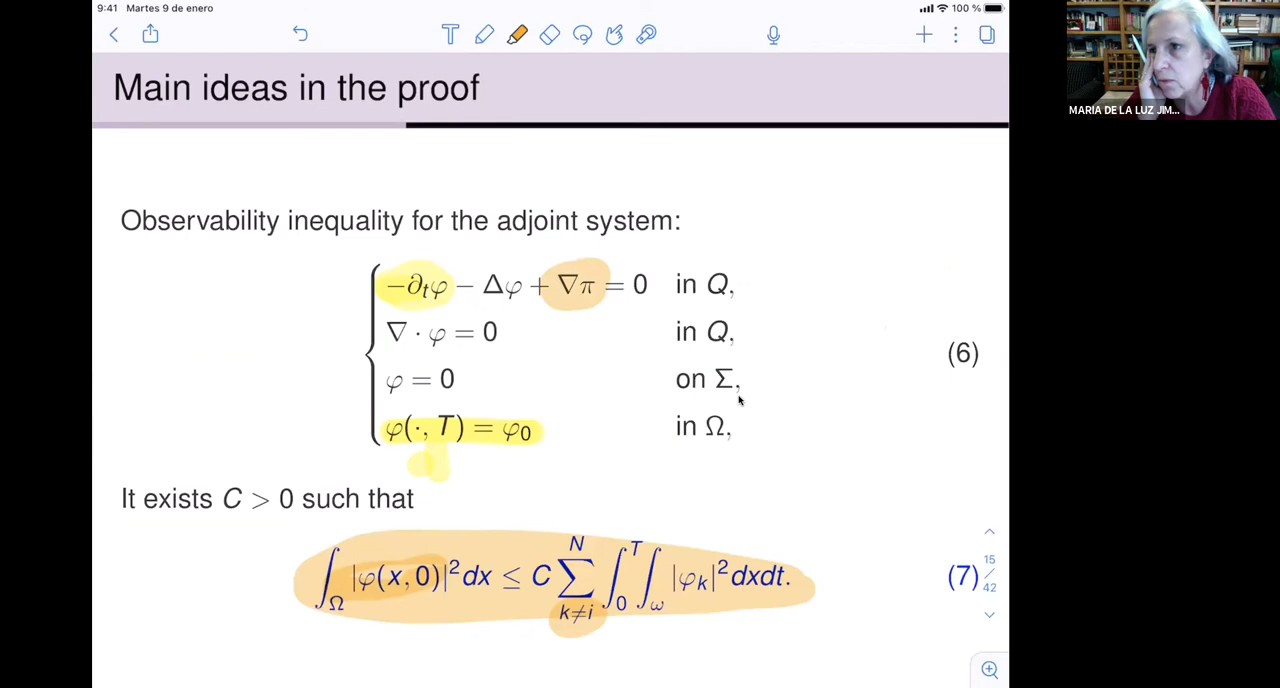 9:41 Martes 9 de enero
100 %
Main ideas in the proof
MARIA DE LA LUZ JIM...
Observability inequality for the adjoint system:
−∂ₜφ − Δφ + ∇π = 0 in Q,
∇ · φ = 0 in Q,
φ = 0 on Σ,
φ(·, T) = φ₀ in Ω,
(6)
It exists C > 0 such that
∫_Ω |φ(x, 0)|² dx ≤ C ∑_{k≠i}^N ∫_0^T ∫_ω |φₖ|² dxdt. (7)
15
/
42